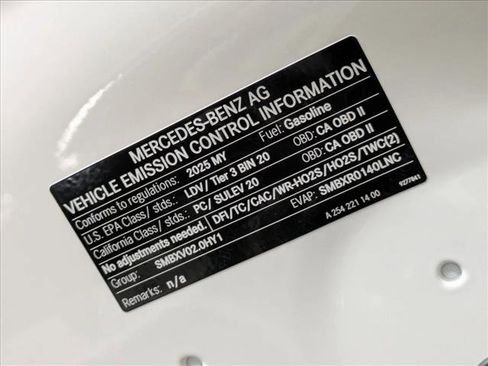 MERCEDES-BENZ AG
VEHICLE EMISSION CONTROL INFORMATION
Conforms to regulations: 2025 MY Fuel: Gasoline
U.S. EPA Class/ stds.: LDV/ Tier 3 BIN 20 OBD: CA OBD II
California Class/ stds.: PC/ SULEV 20 OBD: CA OBD II
No adjustments needed. DFI/TC/CAC/WR-HO2S/HO2S/TWC(2)
Group: SMBXV02.0HY1 EVAP: SMBXR0140LNC
Remarks: n/a A 254 221 14 00